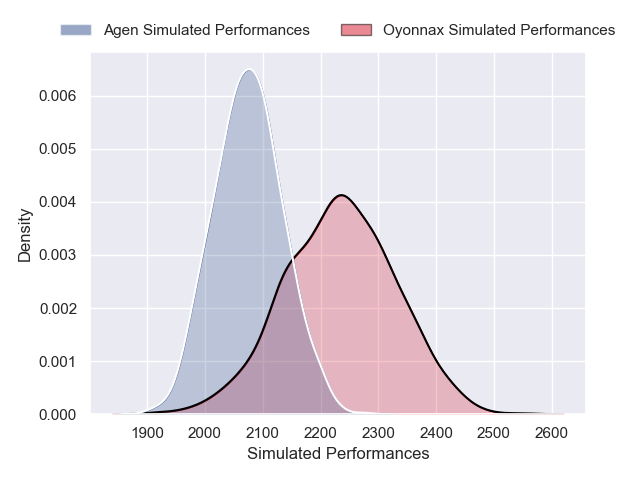 Agen Simulated Performances Oyonnax Simulated Performances
0.006
0.005
0.004
0.003
0.002
0.001
0.000
Density
1900 2000 2100 2200 2300 2400 2500 2600
Simulated Performances